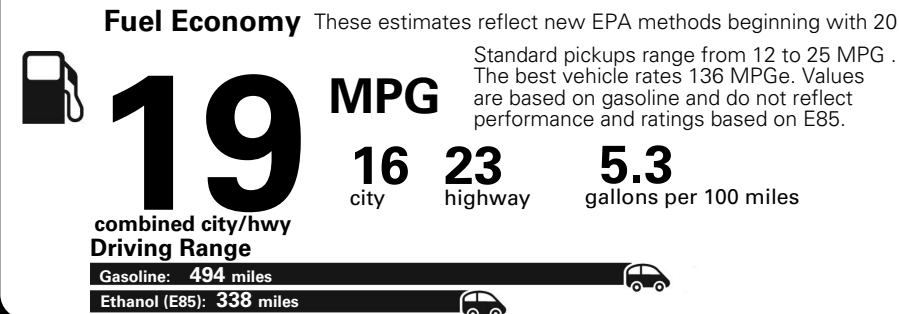 Fuel Economy These estimates reflect new EPA methods beginning with 20
Standard pickups range from 12 to 25 MPG .
The best vehicle rates 136 MPGe. Values
are based on gasoline and do not reflect
performance and ratings based on E85.
19 MPG
16 23 5.3
city highway gallons per 100 miles
combined city/hwy
Driving Range
Gasoline: 494 miles
Ethanol (E85): 338 miles